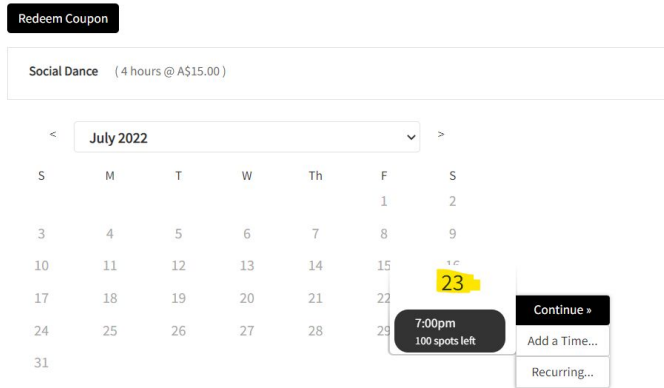 Redeem Coupon
Social Dance ( 4 hours @ A$15.00 )
< July 2022 >
S M T W Th F S
1 2
3 4 5 6 7 8 9
10 11 12 13 14 15 16
23
17 18 19 20 21 22
Continue »
7:00pm
24 25 26 27 28 29
100 spots left
Add a Time...
31
Recurring...